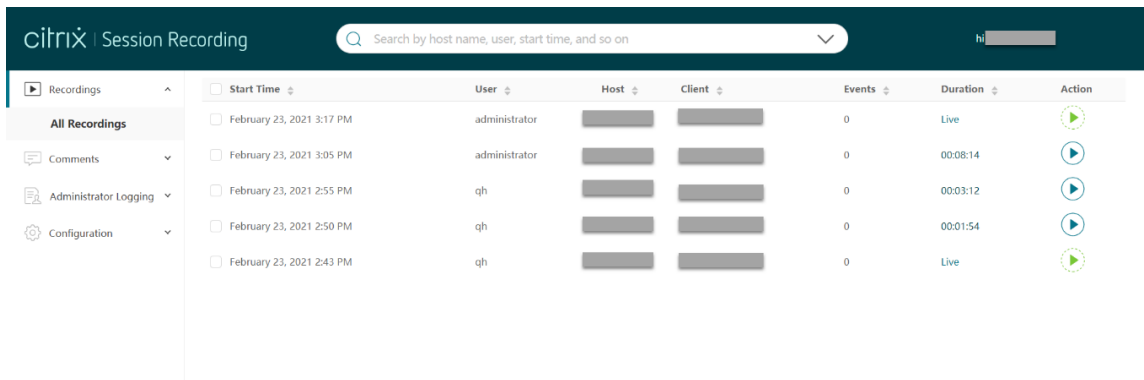 citrix | Session Recording
Search by host name, user, start time, and so on
hi
Recordings
All Recordings
Comments
Administrator Logging
Configuration
Start Time User Host Client Events Duration Action
February 23, 2021 3:17 PM administrator 0 Live
February 23, 2021 3:05 PM administrator 0 00:08:14
February 23, 2021 2:55 PM qh 0 00:03:12
February 23, 2021 2:50 PM qh 0 00:01:54
February 23, 2021 2:43 PM qh 0 Live